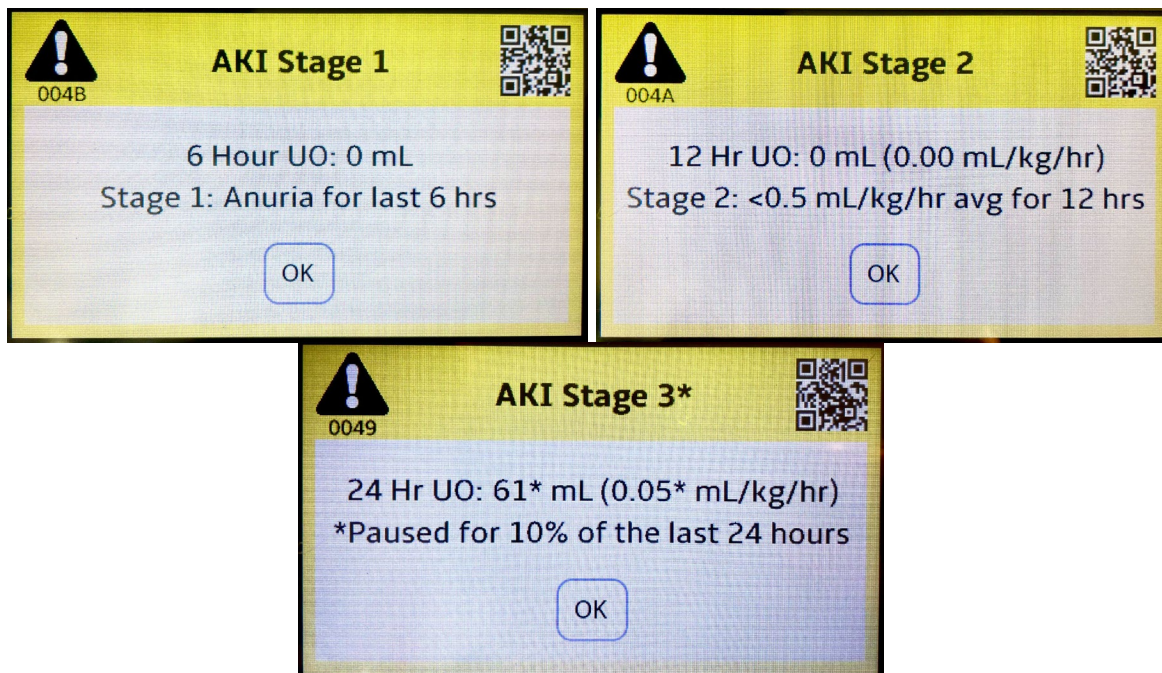 AKI Stage 1
004B
6 Hour UO: 0 mL
Stage 1: Anuria for last 6 hrs
OK
AKI Stage 2
004A
12 Hr UO: 0 mL (0.00 mL/kg/hr)
Stage 2: <0.5 mL/kg/hr avg for 12 hrs
OK
AKI Stage 3*
0049
24 Hr UO: 61* mL (0.05* mL/kg/hr)
*Paused for 10% of the last 24 hours
OK